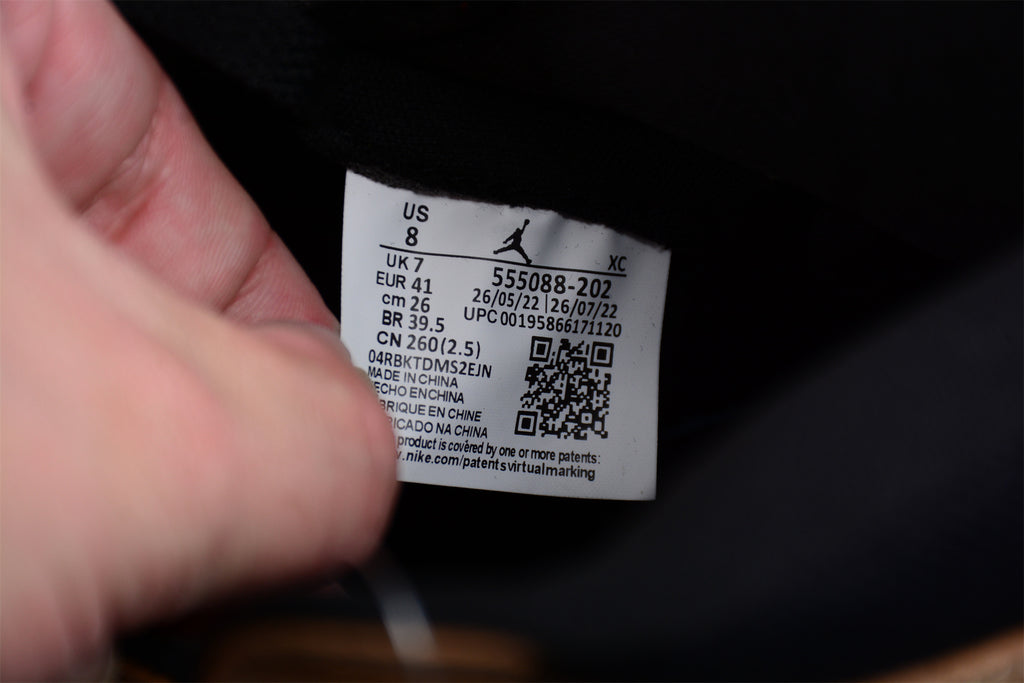 US
8
XC
UK 7
EUR 41
cm 26
BR 39.5
CN 260 (2.5)
04RBKTDMS2EJN
MADE IN CHINA
ECHO EN CHINA
BRIQUE EN CHINE
ICADO NA CHINA
555088-202
26/05/22 | 26/07/22
UPC 00195866171120
product is covered by one or more patents:
.nike.com/patentsvirtualmarking